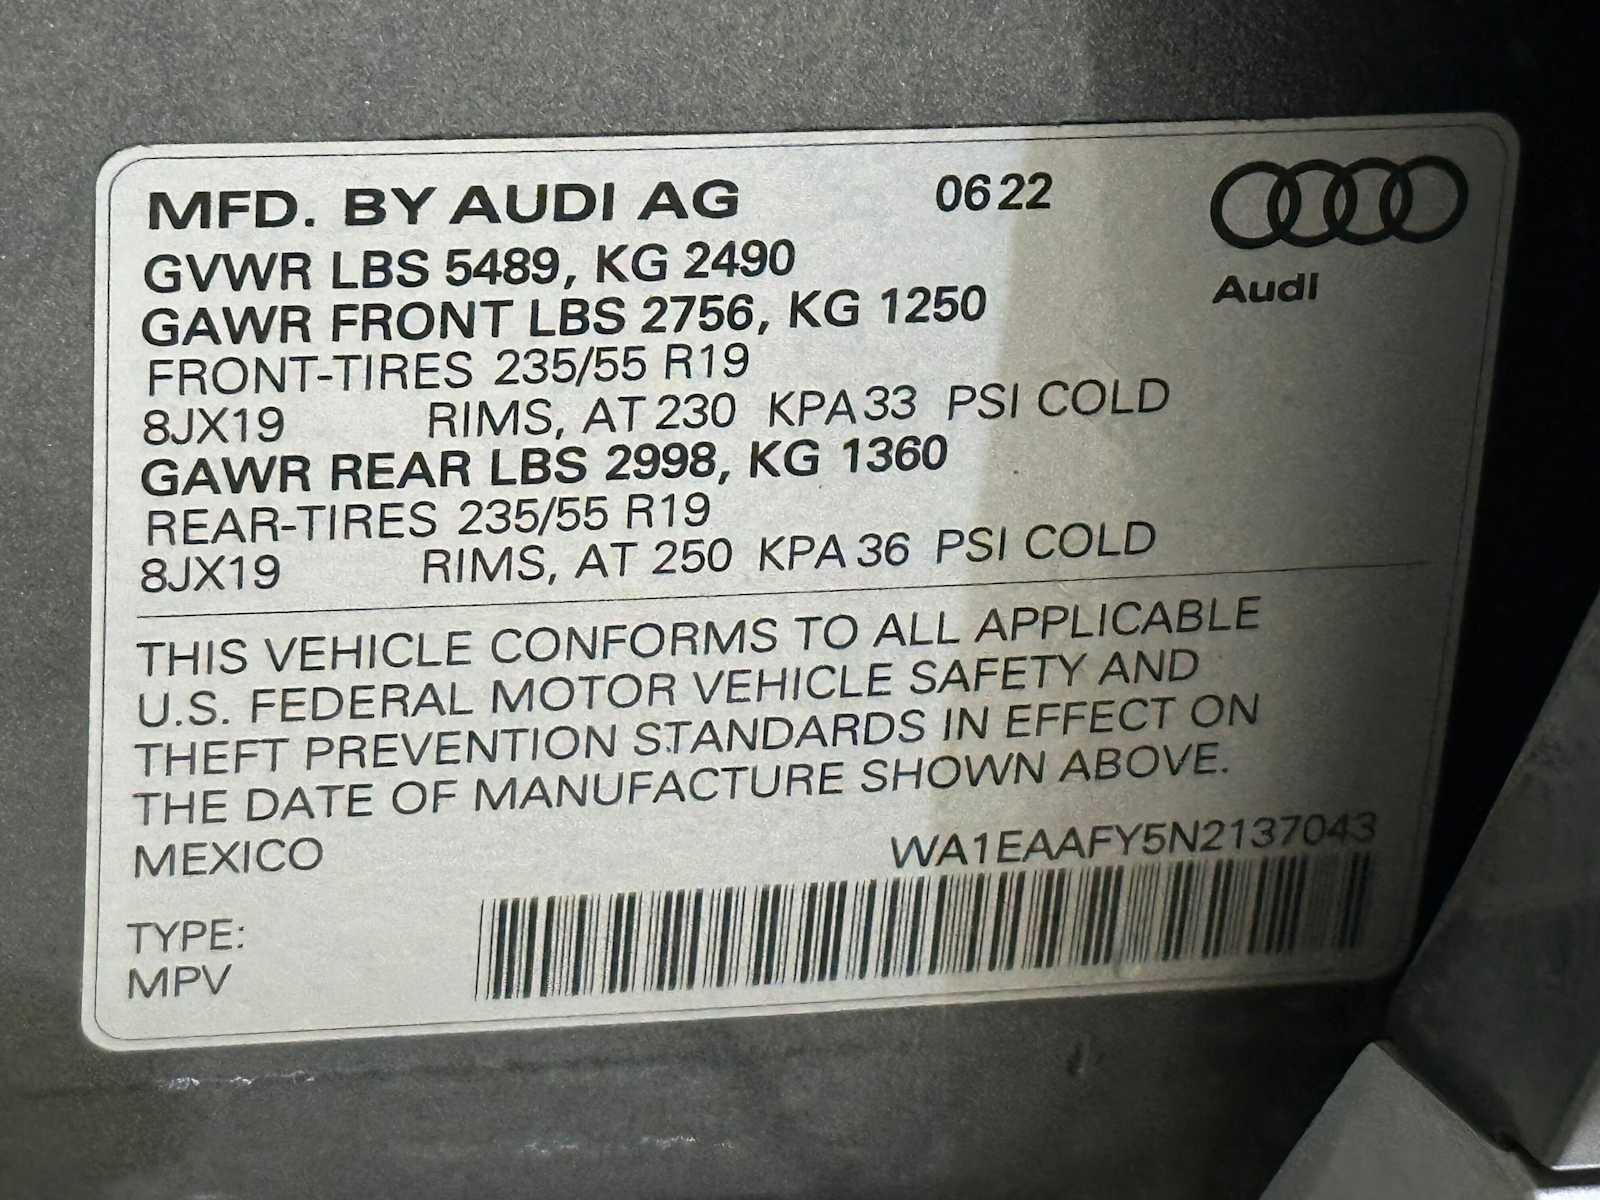 MFD. BY AUDI AG 0622
Audi
GVWR LBS 5489, KG 2490
GAWR FRONT LBS 2756, KG 1250
FRONT-TIRES 235/55 R19
8JX19 RIMS, AT 230 KPA 33 PSI COLD
GAWR REAR LBS 2998, KG 1360
REAR-TIRES 235/55 R19
8JX19 RIMS, AT 250 KPA 36 PSI COLD
THIS VEHICLE CONFORMS TO ALL APPLICABLE
U.S. FEDERAL MOTOR VEHICLE SAFETY AND
THEFT PREVENTION STANDARDS IN EFFECT ON
THE DATE OF MANUFACTURE SHOWN ABOVE.
MEXICO WA1EAAFY5N2137043
TYPE:
MPV